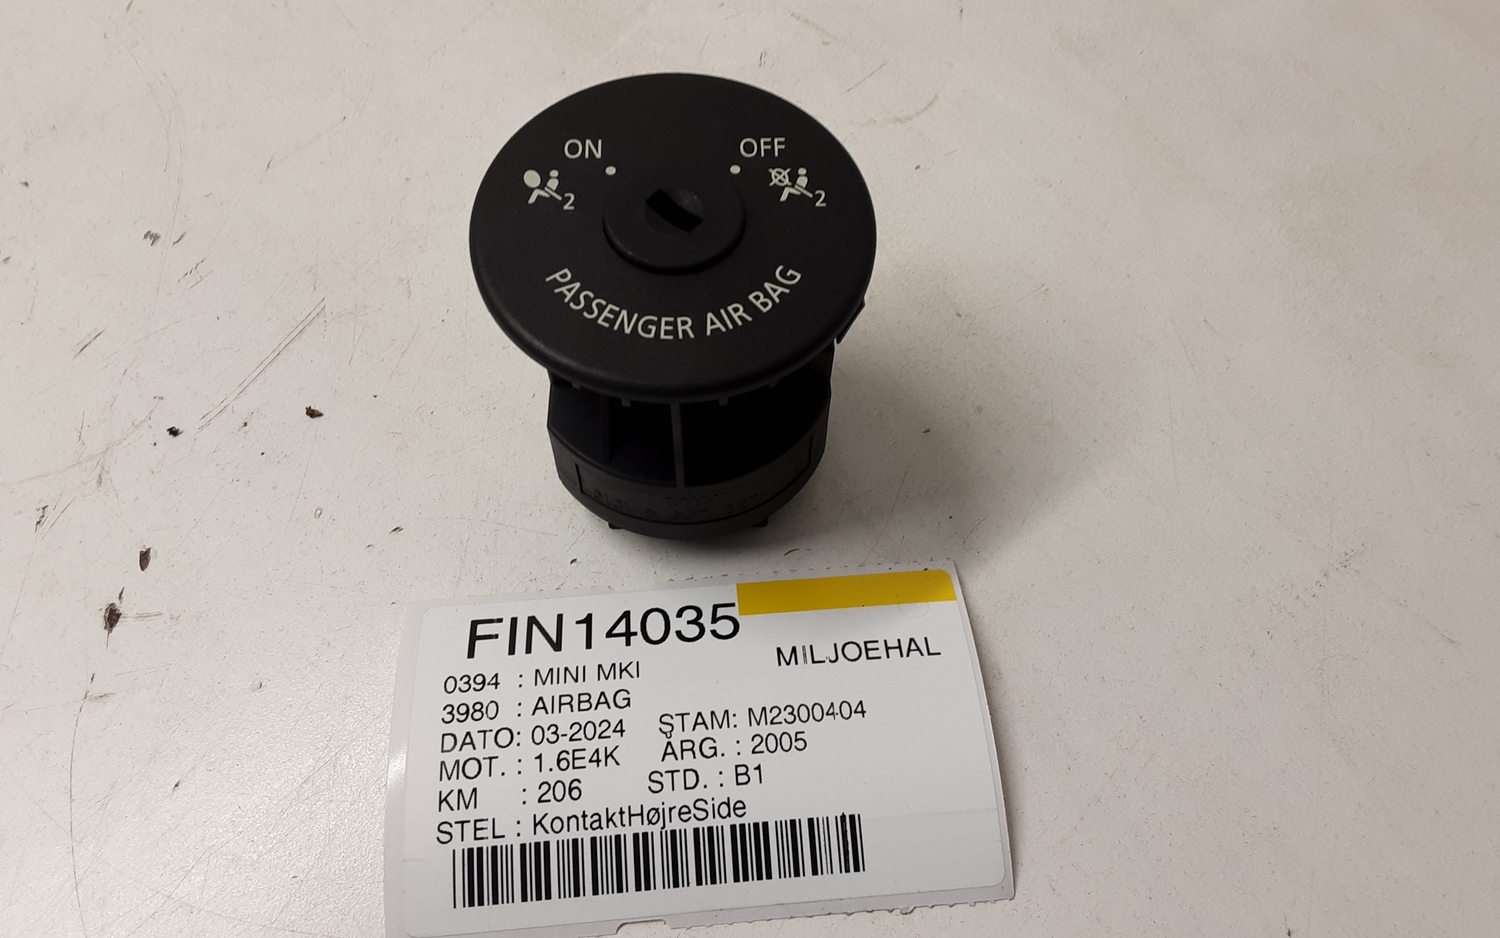 ON
OFF
2
2
PASSENGER AIR BAG
FIN14035
MILJOEHAL
0394 : MINI MKI
3980 : AIRBAG
DATO: 03-2024 STAM: M2300404
MOT. : 1.6E4K ÅRG. : 2005
KM : 206 STD. : B1
STEL : KontaktHøjreSide